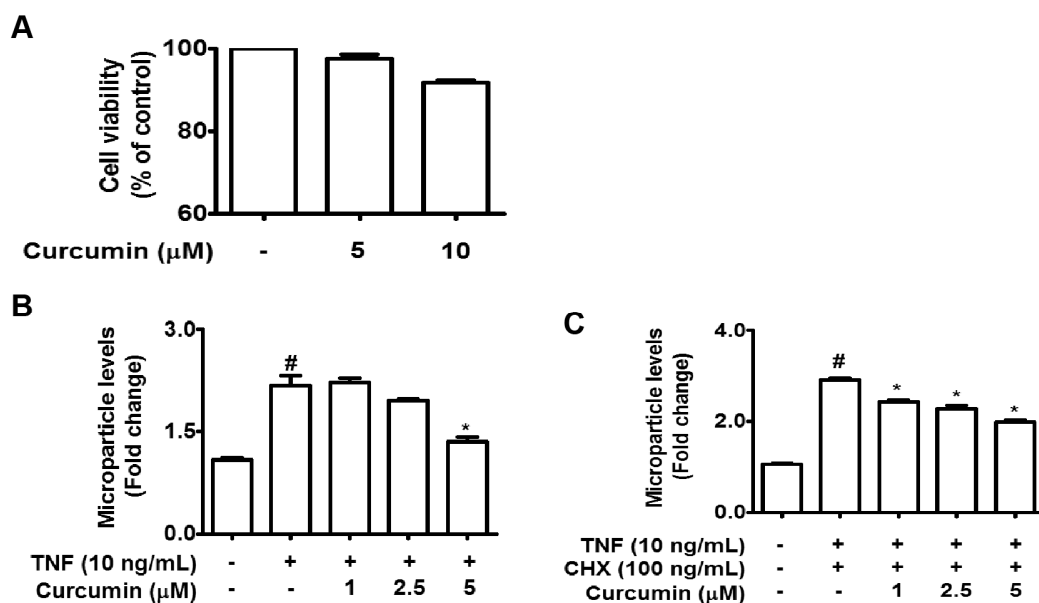 A
Cell viability
(% of control)
100
80
60
Curcumin (μM) - 5 10
B
Microparticle levels
(Fold change)
3.0
1.5
0.0
#
*
TNF (10 ng/mL) - + + + +
Curcumin (μM) - - 1 2.5 5
C
Microparticle levels
(Fold change)
4.0
2.0
0.0
#
* * *
TNF (10 ng/mL) - + + + +
CHX (100 ng/mL) - + + + +
Curcumin (μM) - - 1 2.5 5